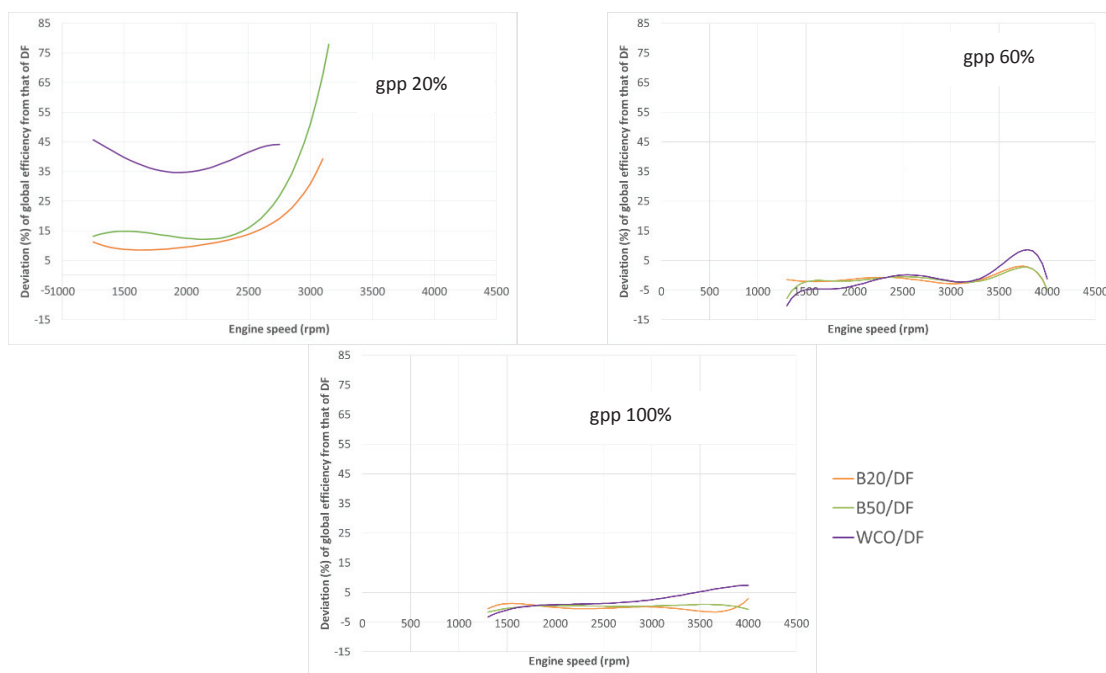 Deviation (%) of global efficiency from that of DF
85
75
65
55
45
35
25
15
5
-5
-15
1000 1500 2000 2500 3000 3500 4000 4500
Engine speed (rpm)
gpp 20%
Deviation (%) of global efficiency from that of DF
85
75
65
55
45
35
25
15
5
-5
-15
0 500 1000 1500 2000 2500 3000 3500 4000 4500
Engine speed (rpm)
gpp 60%
Deviation (%) of global efficiency from that of DF
85
75
65
55
45
35
25
15
5
-5
-15
0 500 1000 1500 2000 2500 3000 3500 4000 4500
Engine speed (rpm)
gpp 100%
B20/DF
B50/DF
WCO/DF